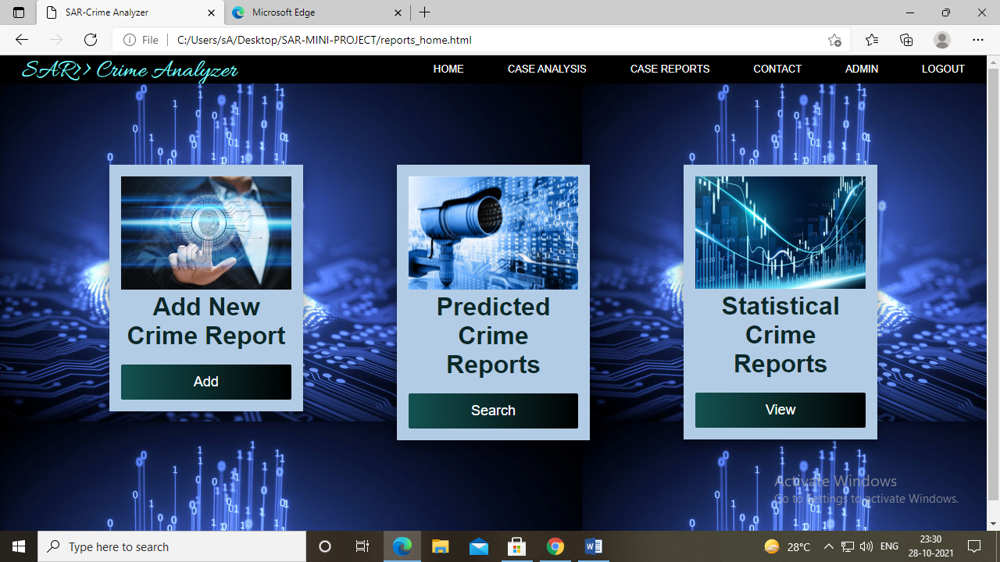 SAR-Crime Analyzer
Microsoft Edge
File
C:/Users/sA/Desktop/SAR-MINI-PROJECT/reports_home.html
SAR>> Crime Analyzer
HOME
CASE ANALYSIS
CASE REPORTS
CONTACT
ADMIN
LOGOUT
Add New
Crime Report
Add
Predicted
Crime
Reports
Search
Statistical
Crime
Reports
View
Activate Windows
Go to Settings to activate Windows.
Type here to search
28°C
ENG
23:30
28-10-2021